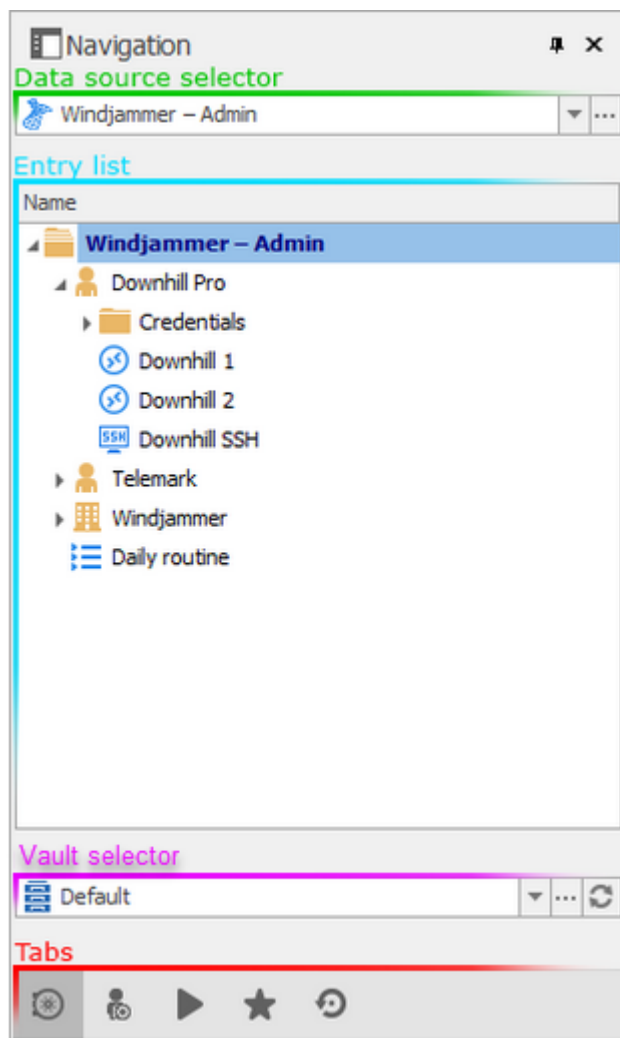 Navigation
Data source selector
Windjammer – Admin
Entry list
Name
Windjammer – Admin
Downhill Pro
Credentials
Downhill 1
Downhill 2
SSH Downhill SSH
Telemark
Windjammer
Daily routine
Vault selector
Default
Tabs